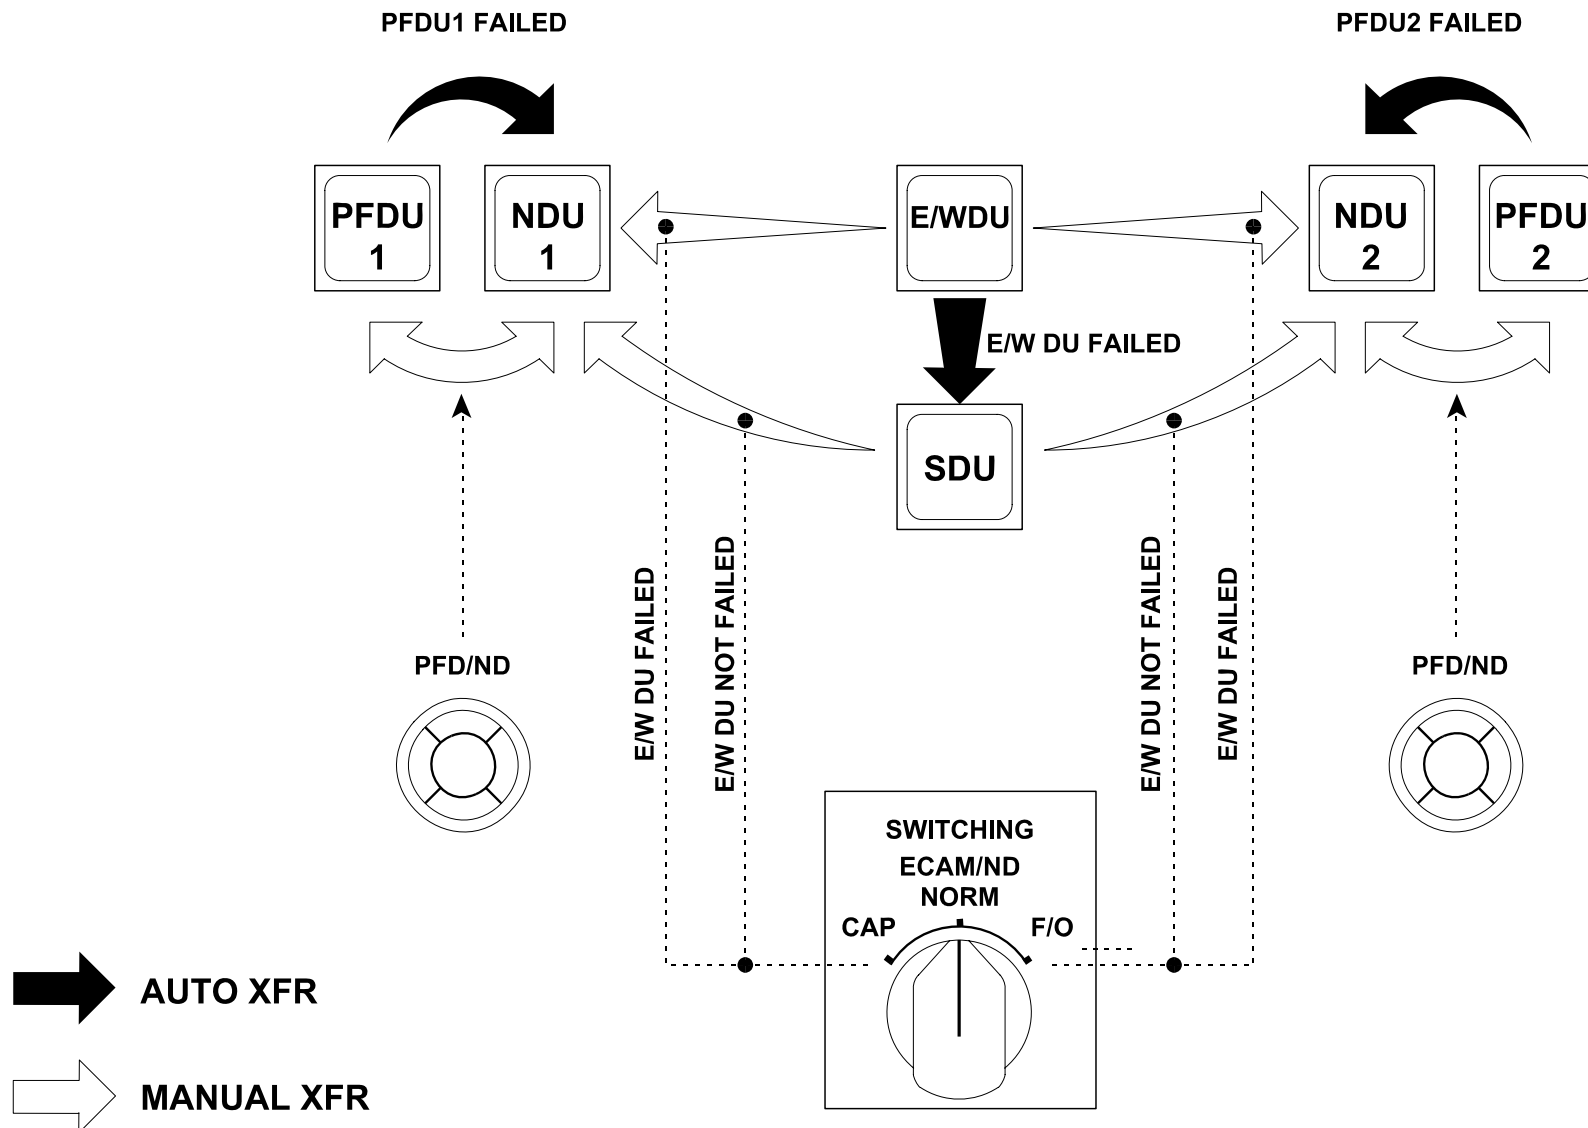 PFDU1 FAILED
PFDU2 FAILED
PFDU
1
NDU
1
E/WDU
NDU
2
PFDU
2
E/W DU FAILED
SDU
E/W DU FAILED
E/W DU NOT FAILED
E/W DU NOT FAILED
E/W DU FAILED
PFD/ND
PFD/ND
SWITCHING
ECAM/ND
NORM
CAP
F/O
AUTO XFR
MANUAL XFR